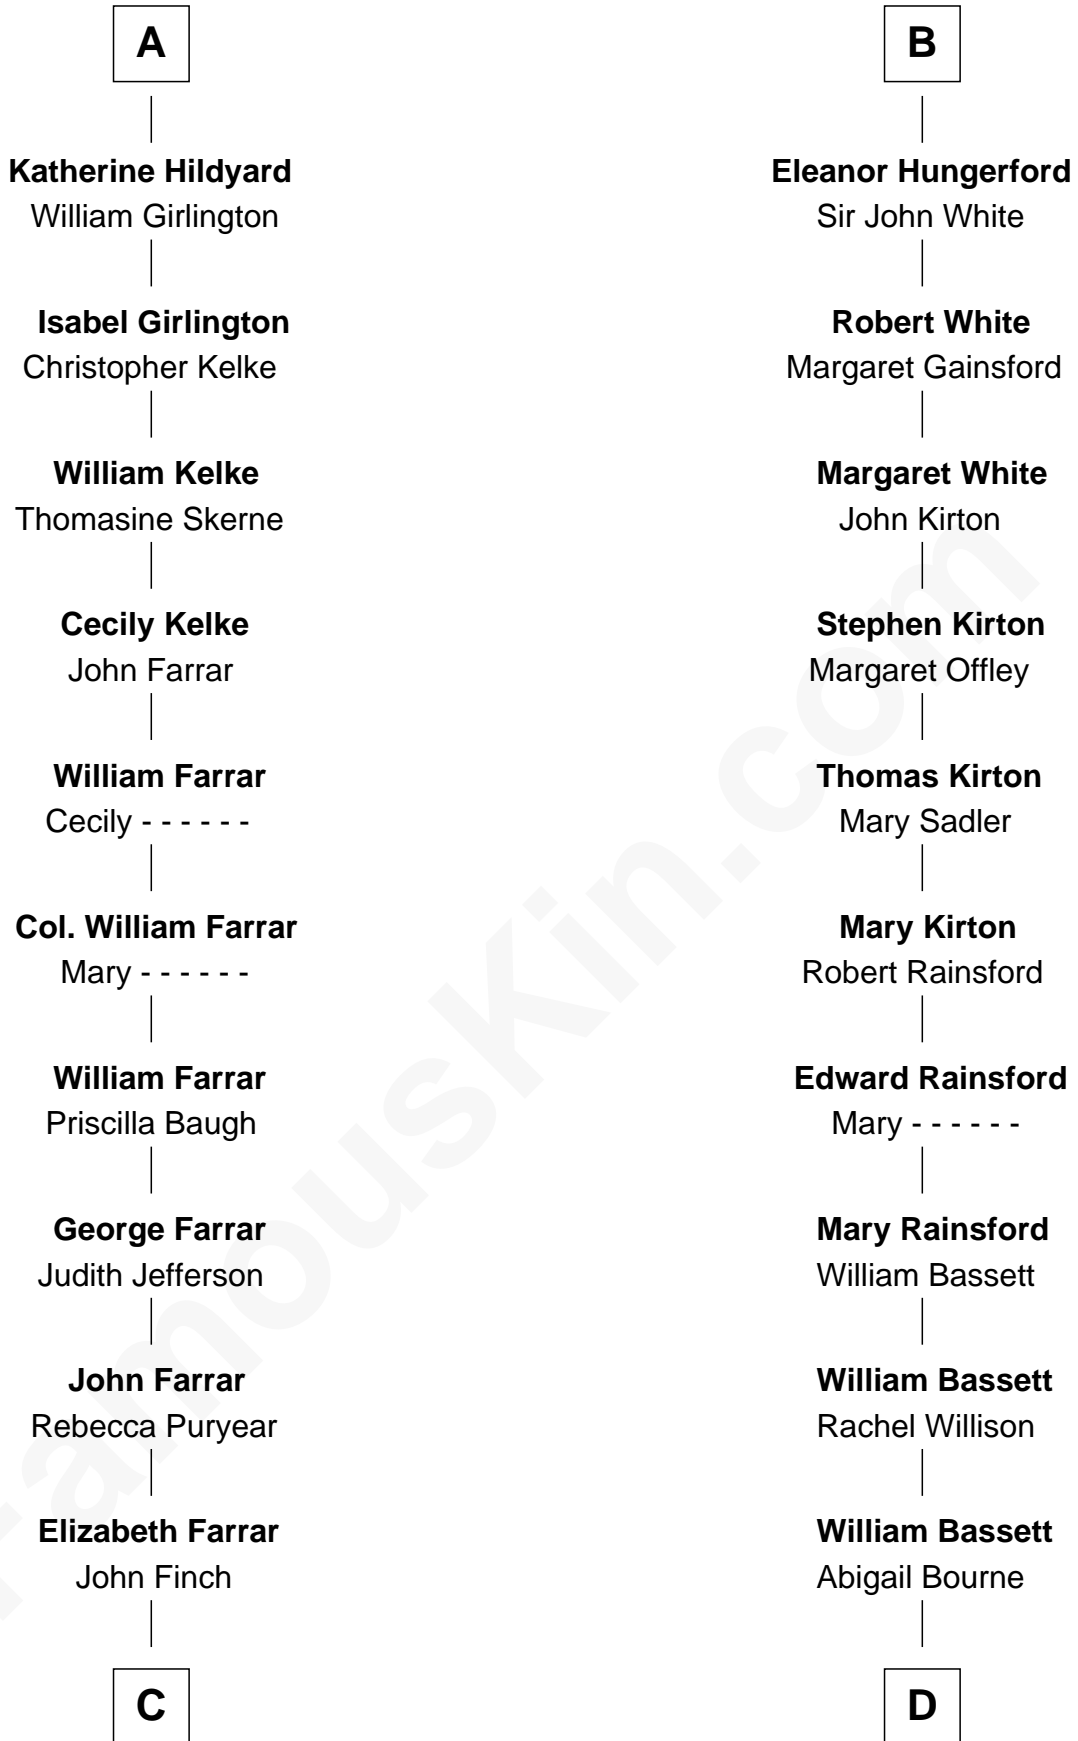 A
Katherine Hildyard
William Girlington
Isabel Girlington
Christopher Kelke
William Kelke
Thomasine Skerne
Cecily Kelke
John Farrar
William Farrar
Cecily - - - - - -
Col. William Farrar
Mary - - - - - -
William Farrar
Priscilla Baugh
George Farrar
Judith Jefferson
John Farrar
Rebecca Puryear
Elizabeth Farrar
John Finch
C
B
Eleanor Hungerford
Sir John White
Robert White
Margaret Gainsford
Margaret White
John Kirton
Stephen Kirton
Margaret Offley
Thomas Kirton
Mary Sadler
Mary Kirton
Robert Rainsford
Edward Rainsford
Mary - - - - - -
Mary Rainsford
William Bassett
William Bassett
Rachel Willison
William Bassett
Abigail Bourne
D
FamousKin.com